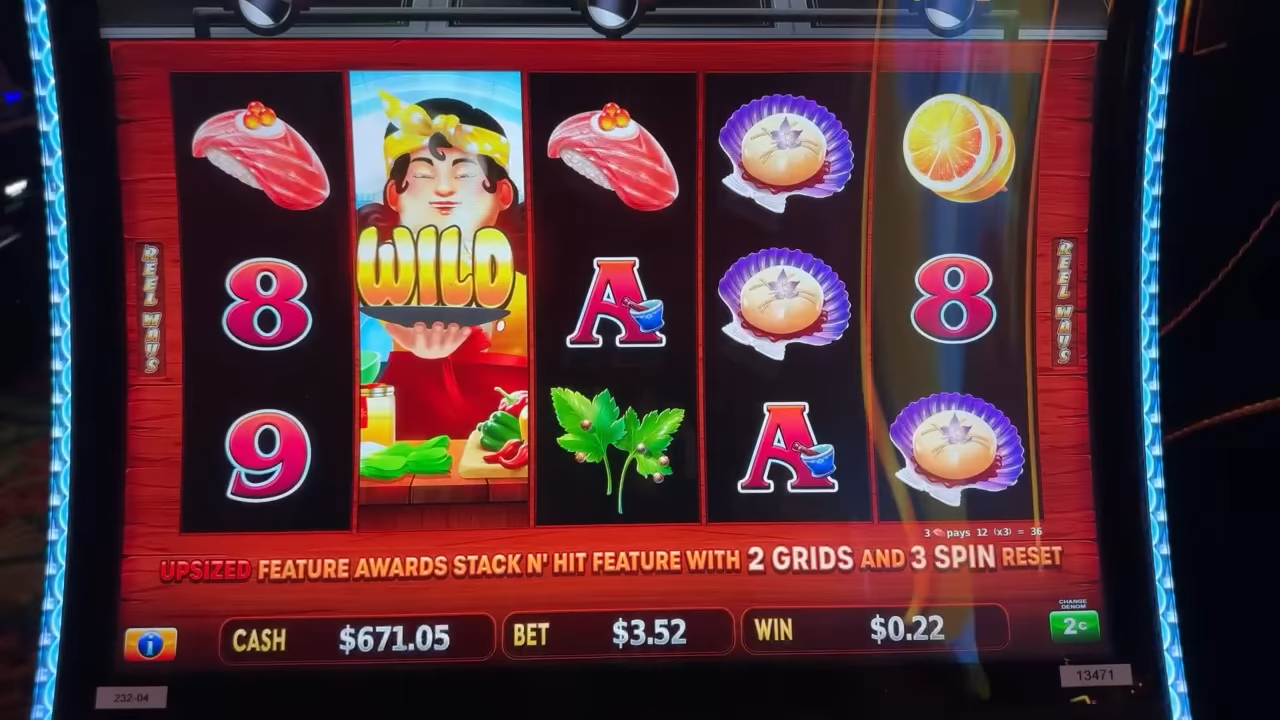 WILD
8
A
8
9
A
REEL WAYS
REEL WAYS
3 pays 12 (x3) = 36
UPSIZED FEATURE AWARDS STACK N' HIT FEATURE WITH 2 GRIDS AND 3 SPIN RESET
CASH $671.05
BET $3.52
WIN $0.22
CHANGE DENOM
2¢
232-04
13471